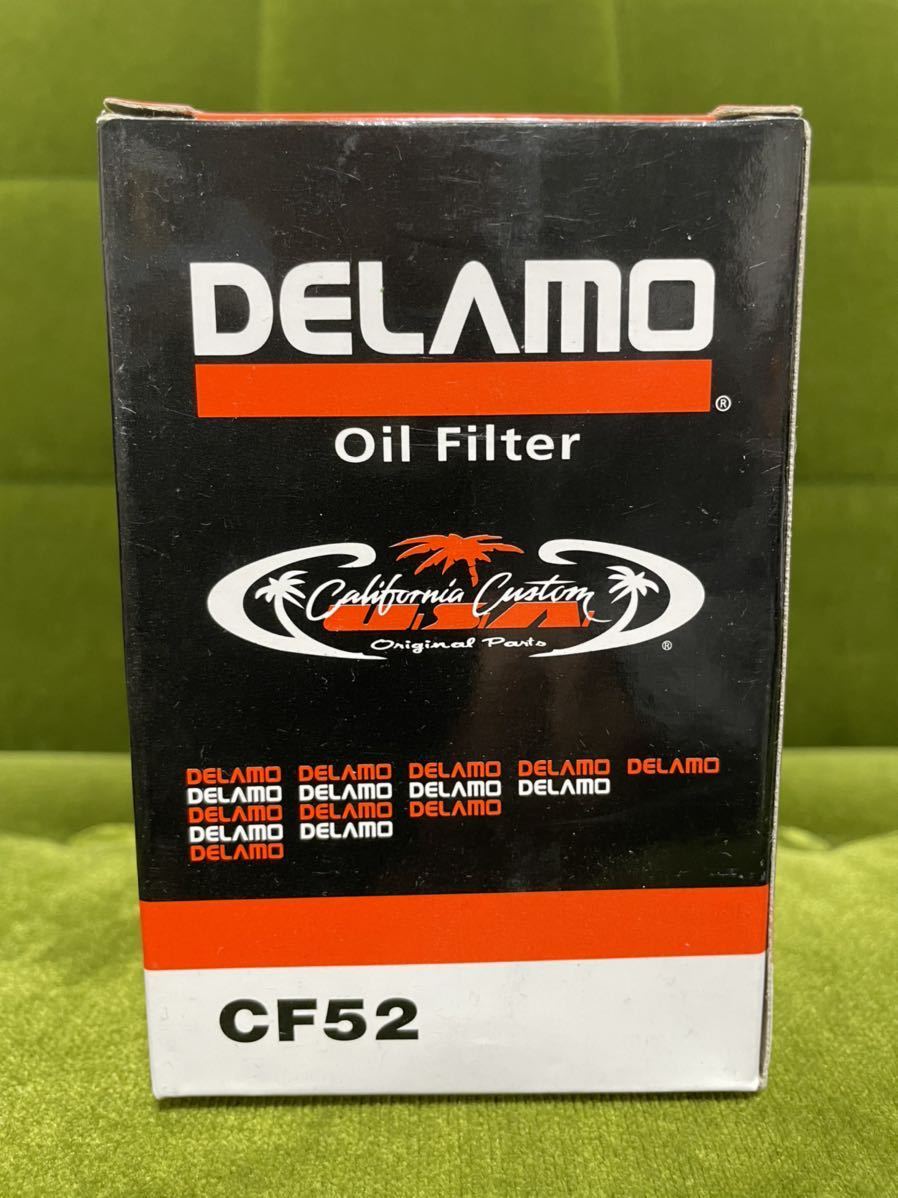 DELAMO
®
Oil Filter
California Custom
U.S.A.
Original Parts
®
DELAMO DELAMO DELAMO DELAMO DELAMO
DELAMO DELAMO DELAMO DELAMO
DELAMO DELAMO DELAMO
DELAMO DELAMO
DELAMO
CF52